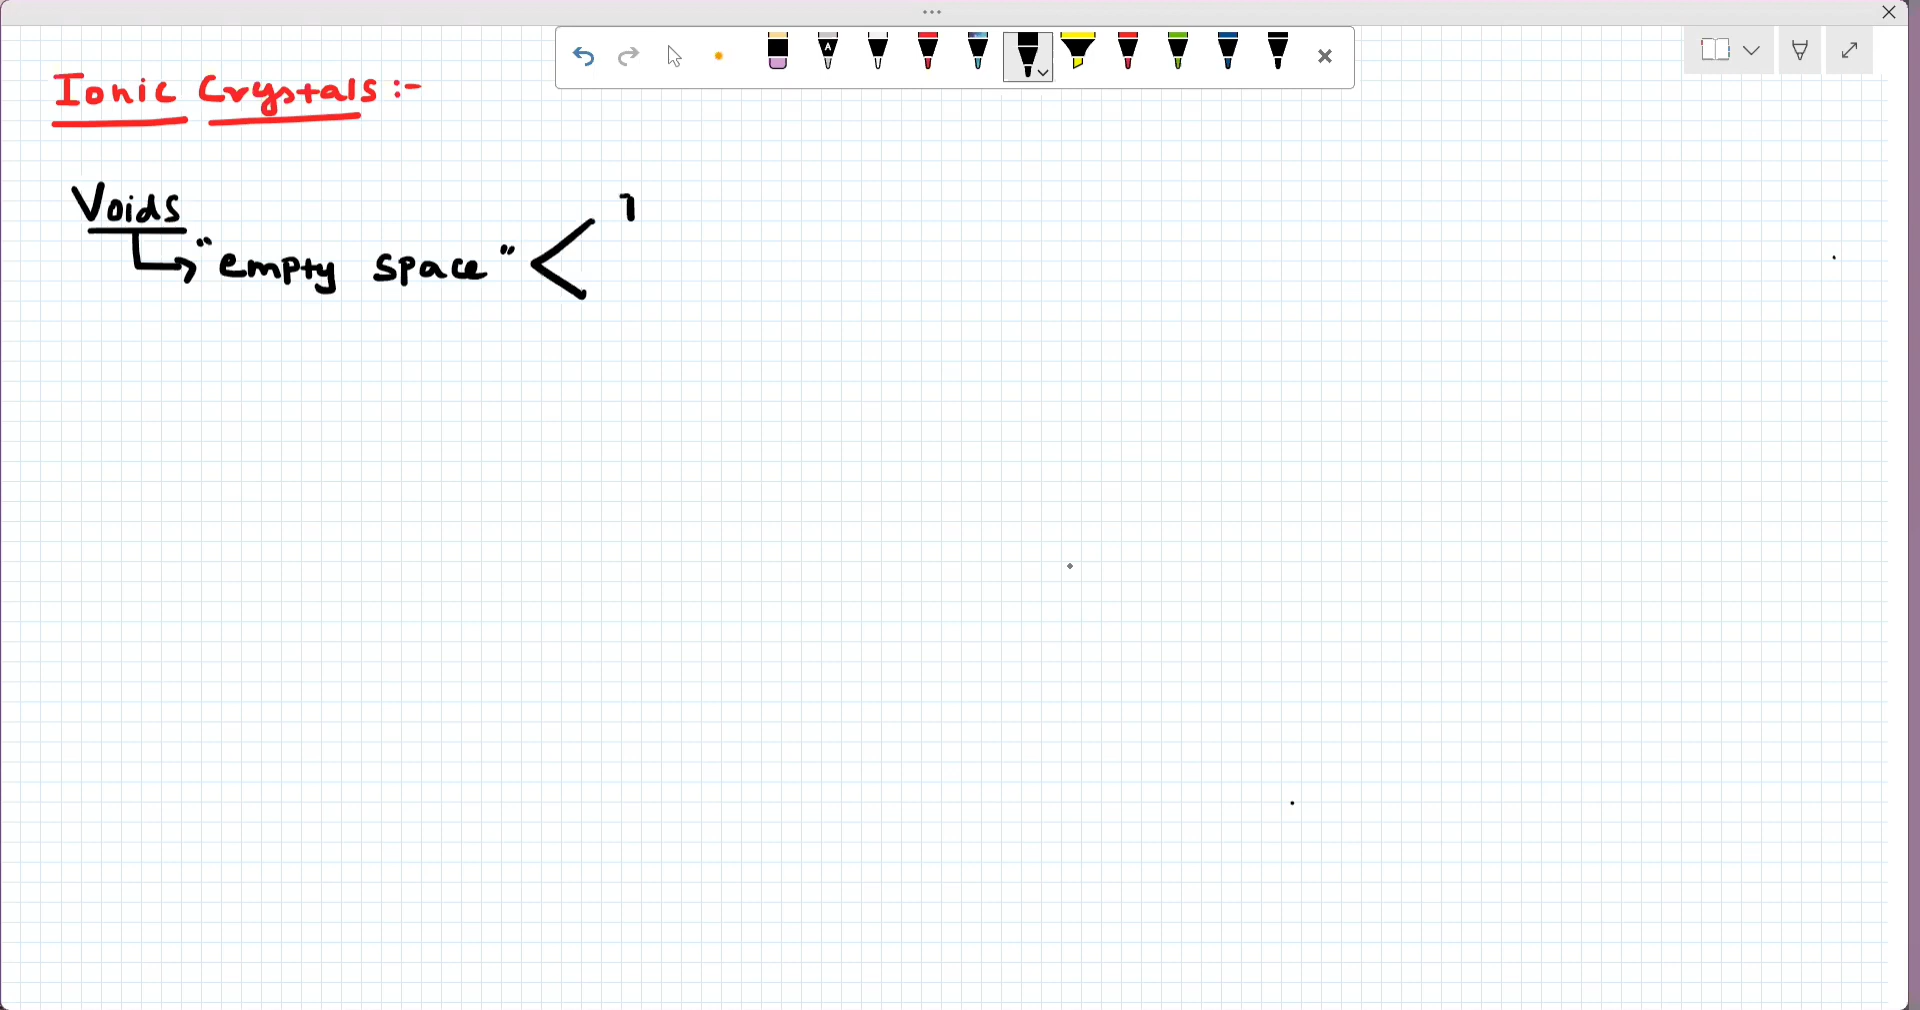 Ionic Crystals :-
Voids
"empty space"